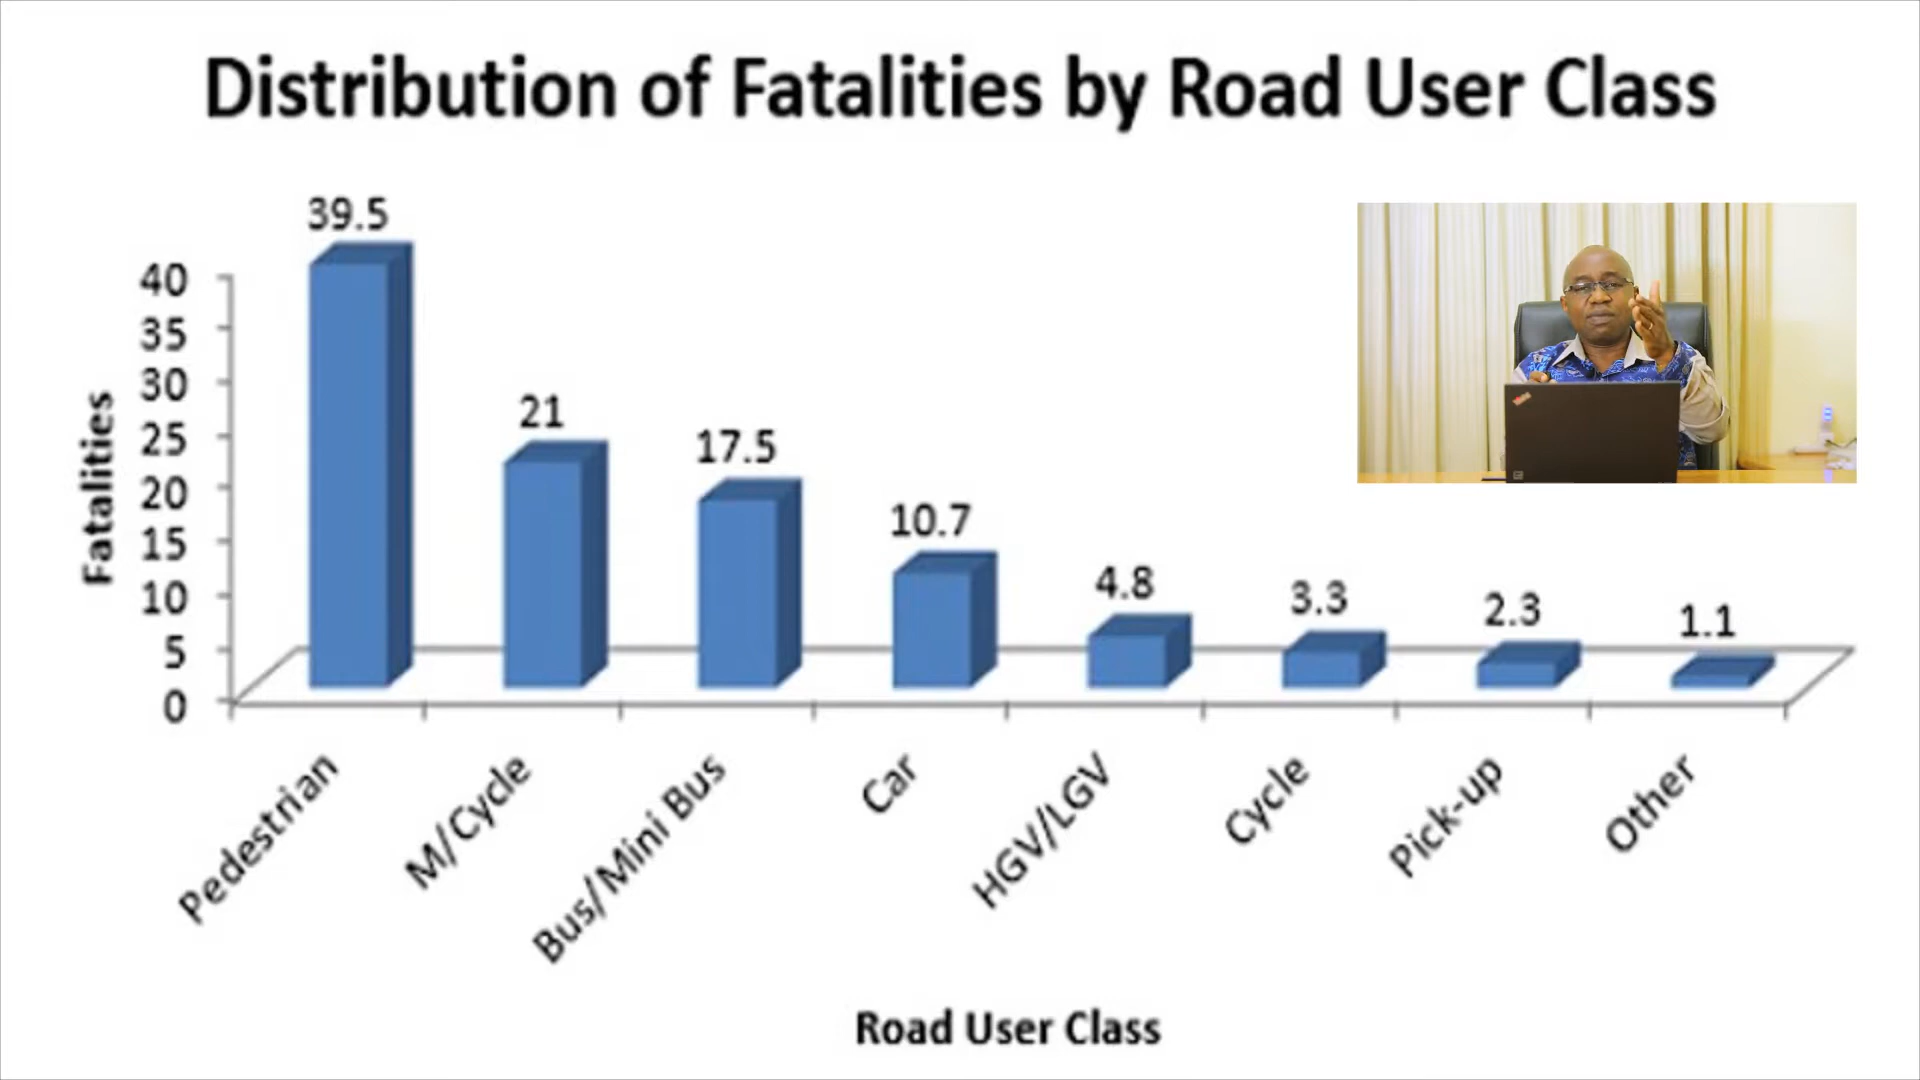 Distribution of Fatalities by Road User Class
39.5
21
17.5
10.7
4.8
3.3
2.3
1.1
40
35
30
25
20
15
10
5
0
Fatalities
Pedestrian
M/Cycle
Bus/Mini Bus
Car
HGV/LGV
Cycle
Pick-up
Other
Road User Class